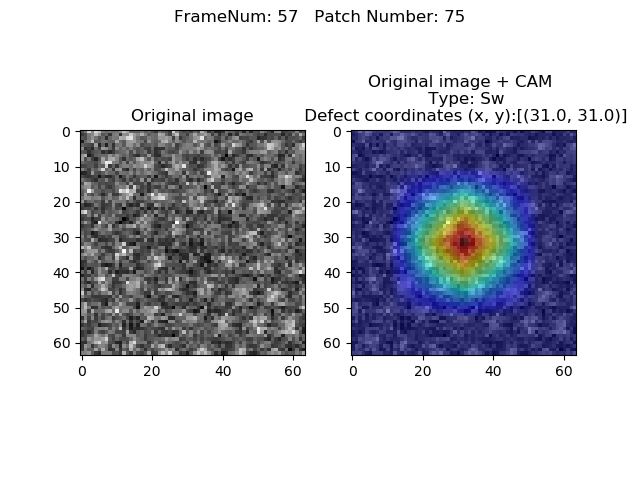 FrameNum: 57   Patch Number: 75
Original image
Original image + CAM
Type: Sw
Defect coordinates (x, y):[(31.0, 31.0)]
0
10
20
30
40
50
60
0 20 40 60
0
10
20
30
40
50
60
0 20 40 60